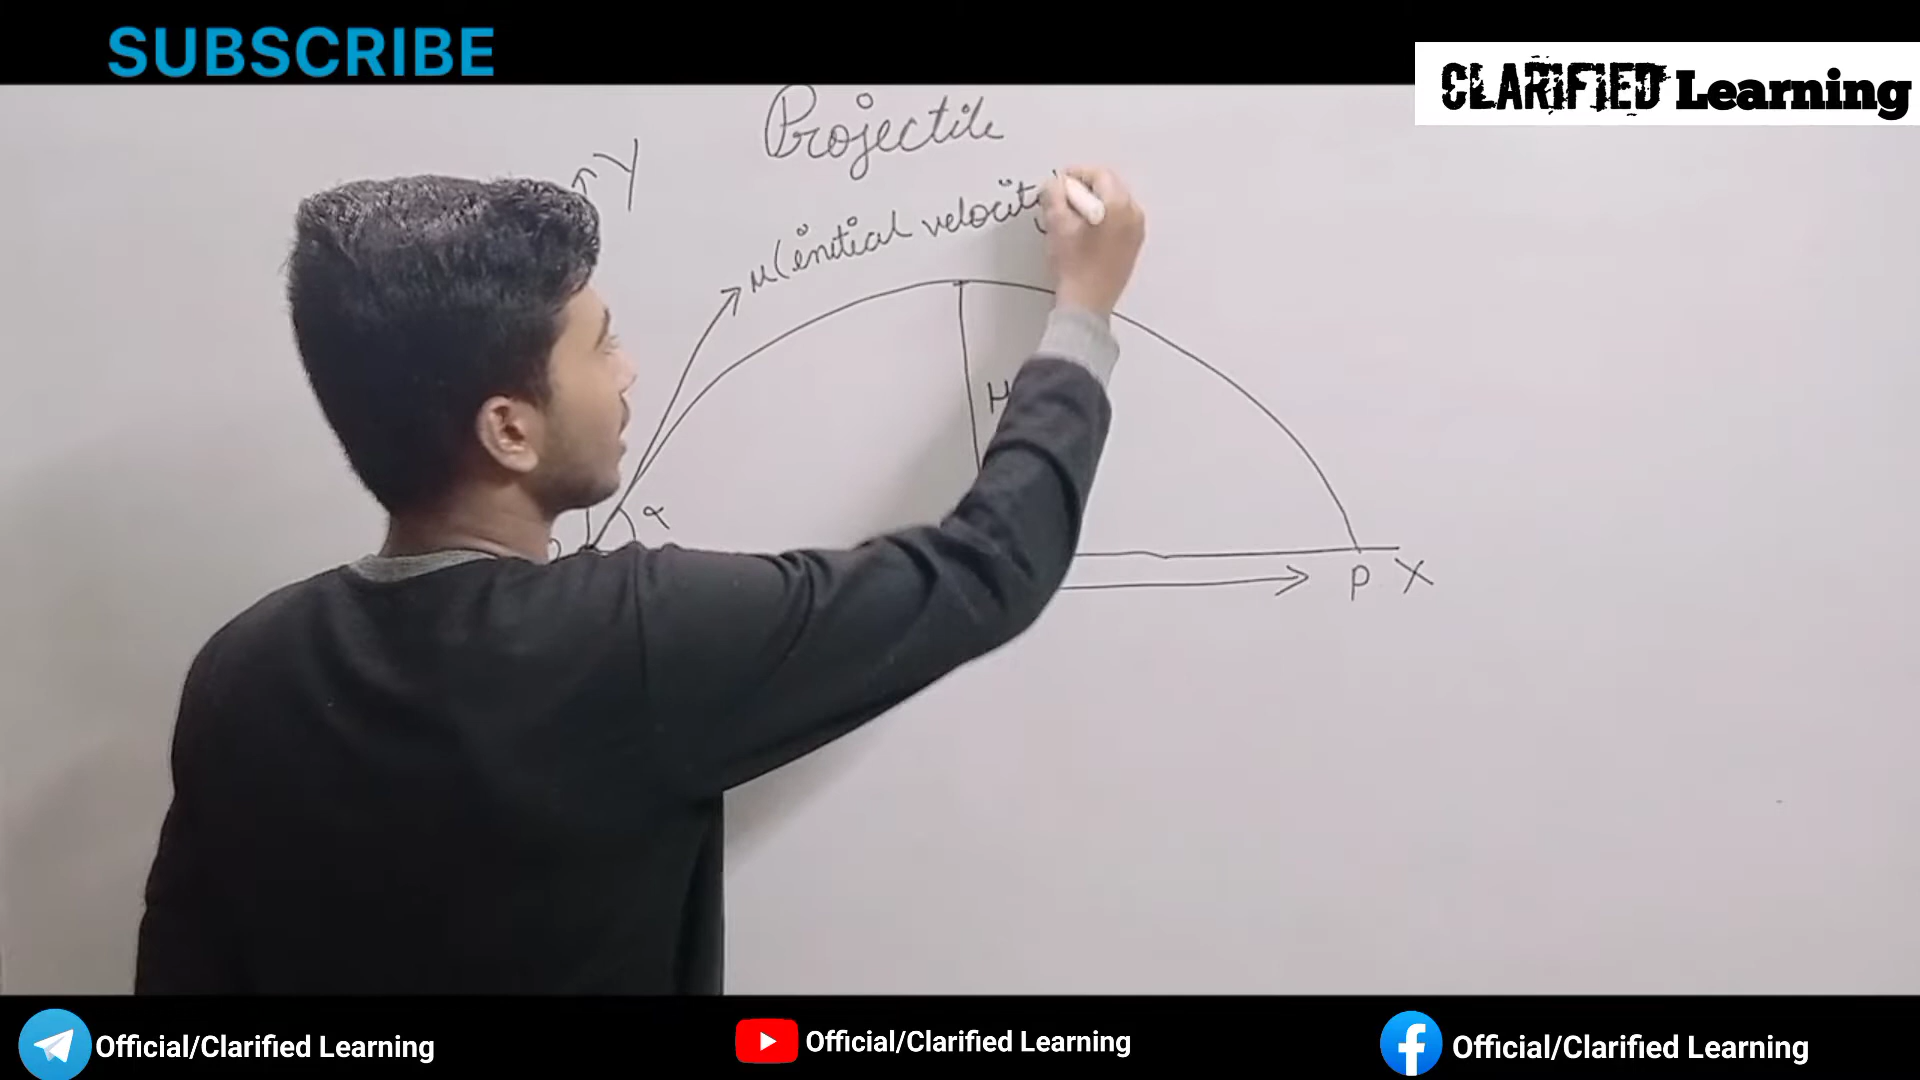 SUBSCRIBE
CLARIFIED Learning
Projectile
Y
u(initial velocity)
H
α
P X
Official/Clarified Learning
Official/Clarified Learning
Official/Clarified Learning